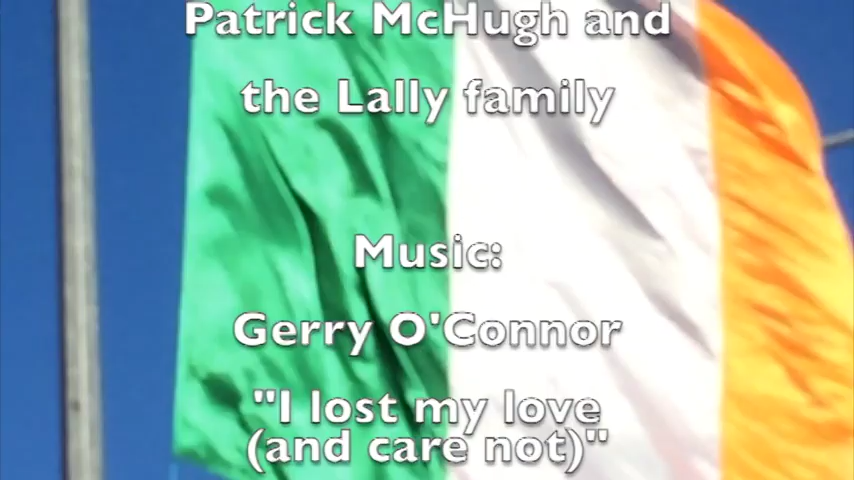 Patrick McHugh and
the Lally family
Music:
Gerry O'Connor
"I lost my love
(and care not)"